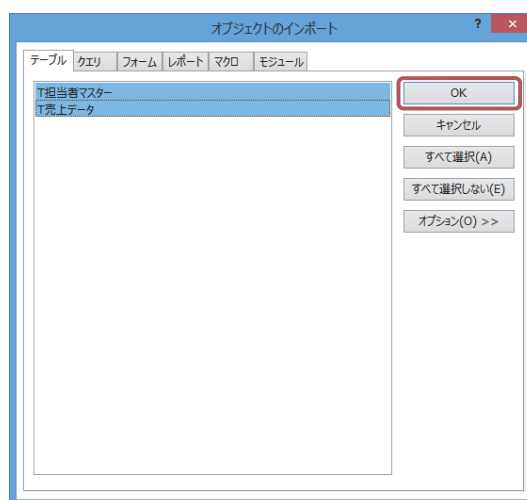 オブジェクトのインポート
? ×
テーブル クエリ フォーム レポート マクロ モジュール
T担当者マスター
T売上データ
OK
キャンセル
すべて選択(A)
すべて選択しない(E)
オプション(O) >>